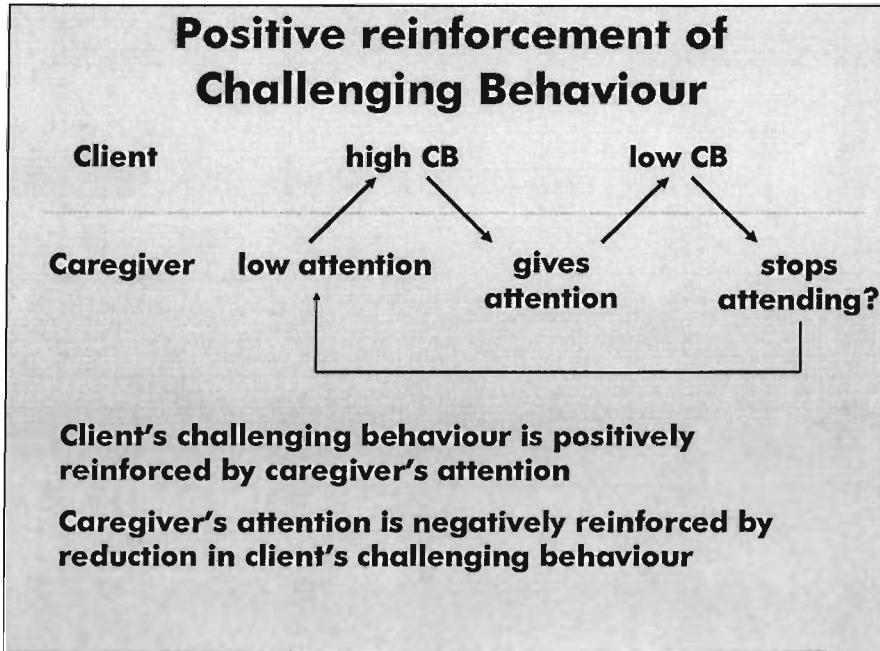 Positive reinforcement of
Challenging Behaviour
Client high CB low CB
Caregiver low attention gives attention stops attending?
Client's challenging behaviour is positively
reinforced by caregiver's attention
Caregiver's attention is negatively reinforced by
reduction in client's challenging behaviour